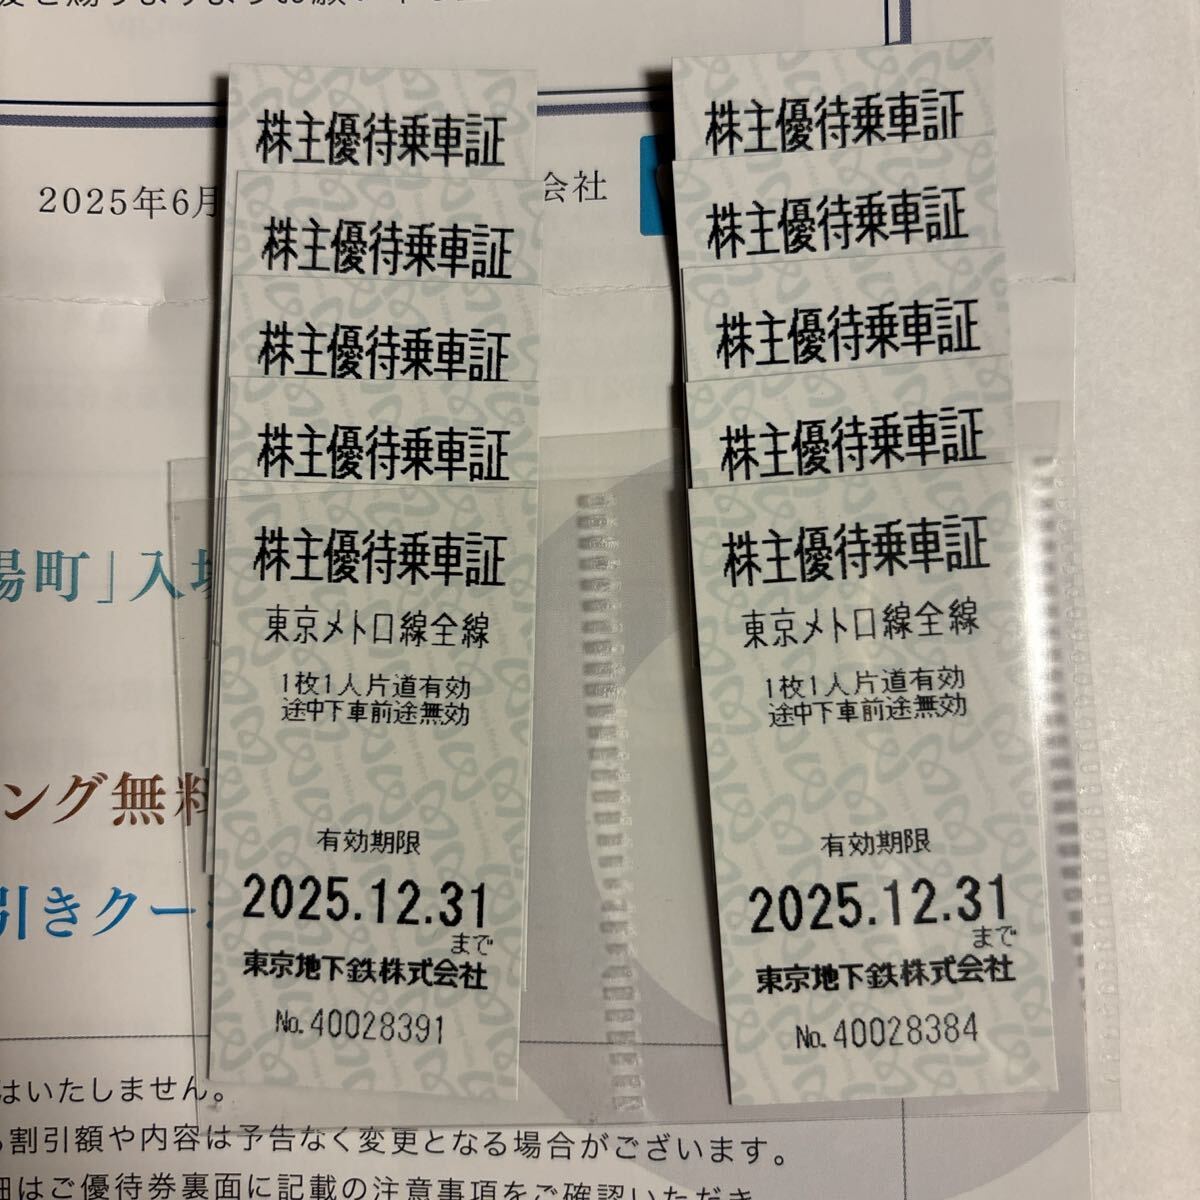 2025年6月
会社
株主優待乗車証
株主優待乗車証
株主優待乗車証
株主優待乗車証
株主優待乗車証
東京メトロ線全線
1枚1人片道有効
途中下車前途無効
有効期限
2025.12.31
まで
東京地下鉄株式会社
No.40028391
株主優待乗車証
株主優待乗車証
株主優待乗車証
株主優待乗車証
株主優待乗車証
東京メトロ線全線
1枚1人片道有効
途中下車前途無効
有効期限
2025.12.31
まで
東京地下鉄株式会社
No.40028384
町」入
ング無料
引きクー
はいたしません。
割引額や内容は予告なく変更となる場合がございます。
はご優待券裏面に記載の注意事項をご確認いただき